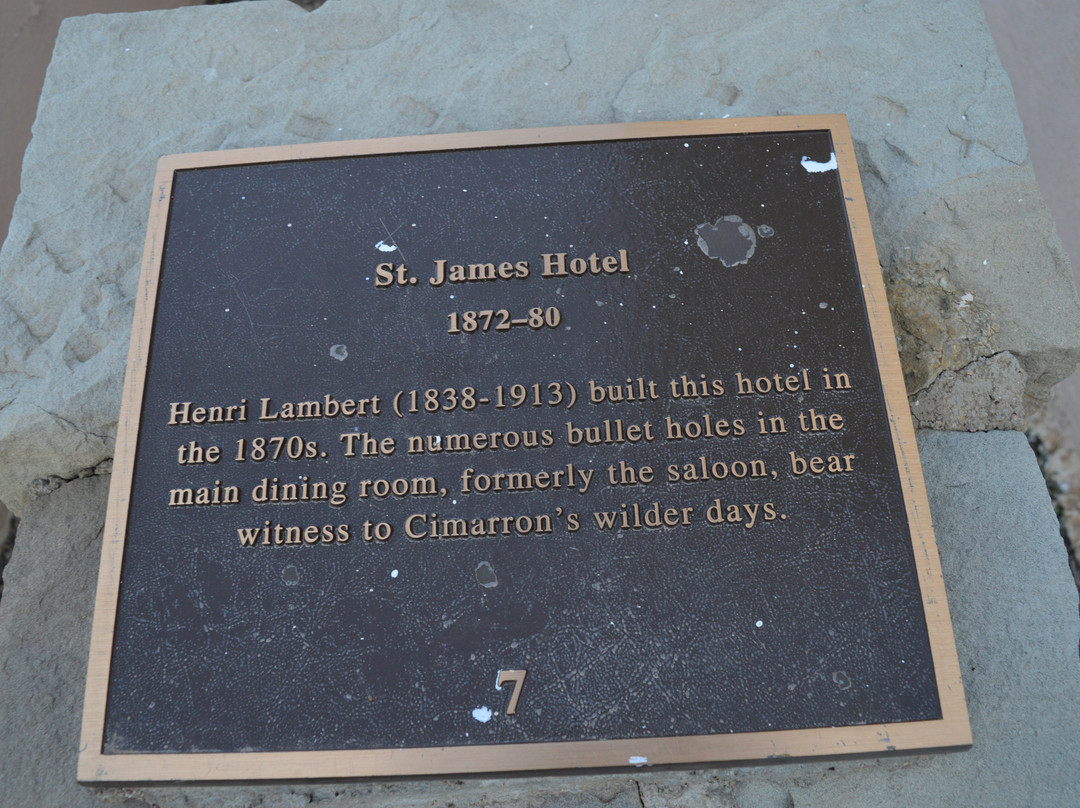 St. James Hotel
1872–80
Henri Lambert (1838-1913) built this hotel in
the 1870s. The numerous bullet holes in the
main dining room, formerly the saloon, bear
witness to Cimarron’s wilder days.
7